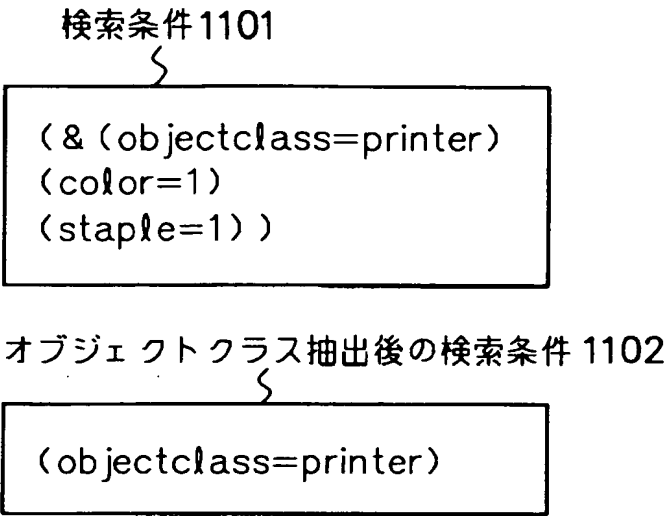 検索条件1101
(&(objectclass=printer)
(color=1)
(staple=1))
オブジェクトクラス抽出後の検索条件1102
(objectclass=printer)